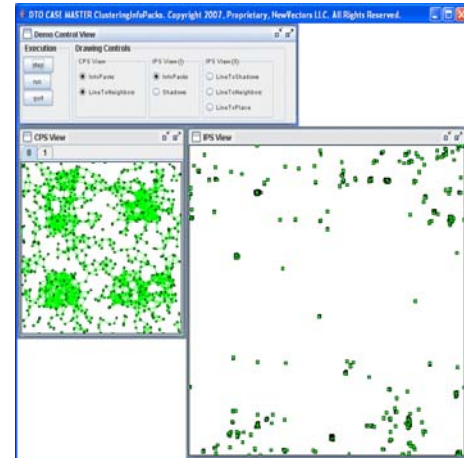 DTO CASE MASTER ClusteringInfoPacks. Copyright 2007, Proprietary, NewVectors LLC. All Rights Reserved.
Demo Control View
Execution Drawing Controls
step run quit
CPS View IPS View(I) IPS View(S)
InfoPacks InfoPacks LineToShadow
LineToNeighbor Shadows LineToNeighbor
LineToPlace
CPS View IPS View
0 1